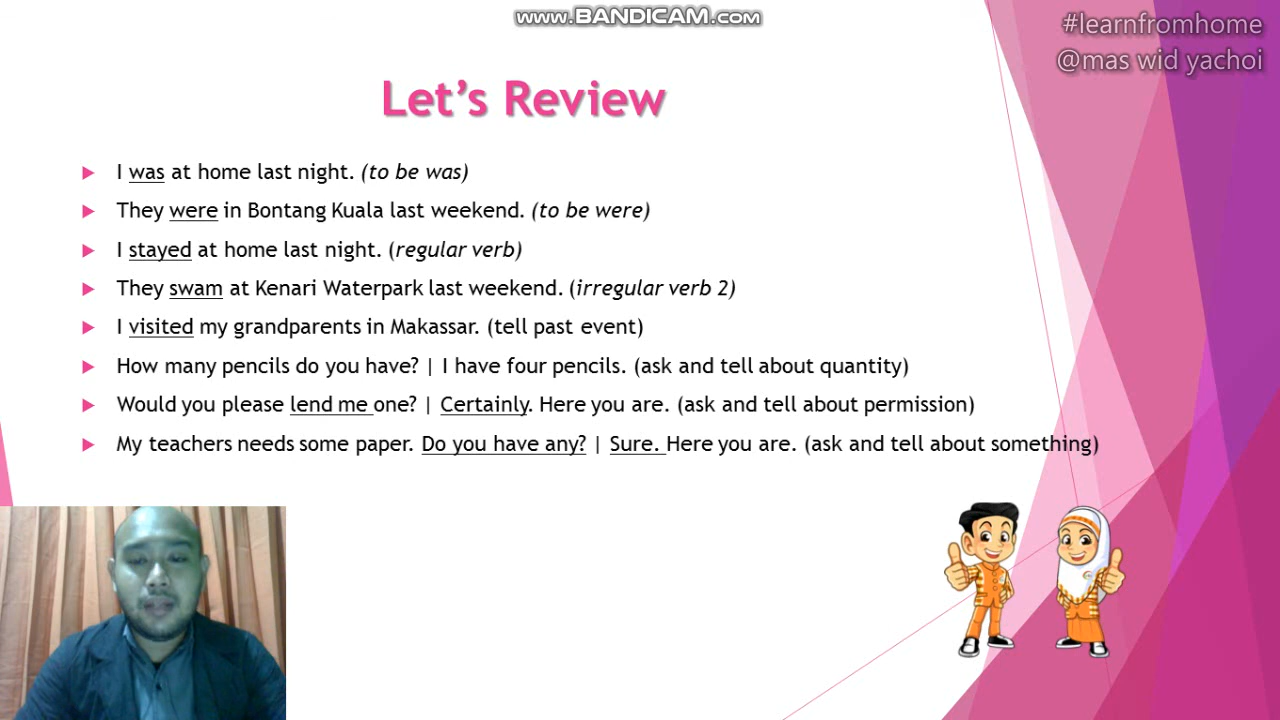 www.BANDICAM.com
#learnfromhome
@mas wid yachoi
Let's Review
I was at home last night. (to be was)
They were in Bontang Kuala last weekend. (to be were)
I stayed at home last night. (regular verb)
They swam at Kenari Waterpark last weekend. (irregular verb 2)
I visited my grandparents in Makassar. (tell past event)
How many pencils do you have? | I have four pencils. (ask and tell about quantity)
Would you please lend me one? | Certainly. Here you are. (ask and tell about permission)
My teachers needs some paper. Do you have any? | Sure. Here you are. (ask and tell about something)